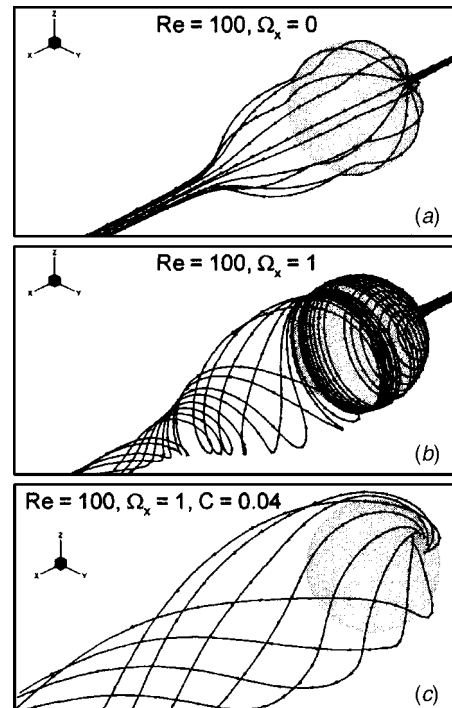 Re = 100, Ωₓ = 0
Z
X Y
(a)
Re = 100, Ωₓ = 1
Z
X Y
(b)
Re = 100, Ωₓ = 1, C = 0.04
Z
X Y
(c)